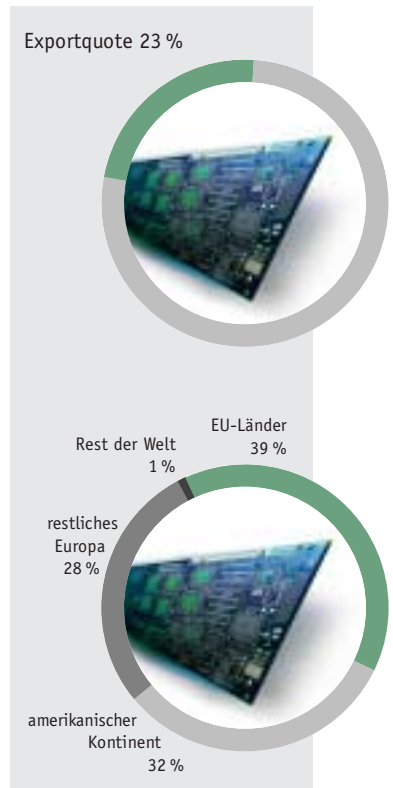 Exportquote 23 %
EU-Länder
39 %
Rest der Welt
1 %
restliches
Europa
28 %
amerikanischer
Kontinent
32 %